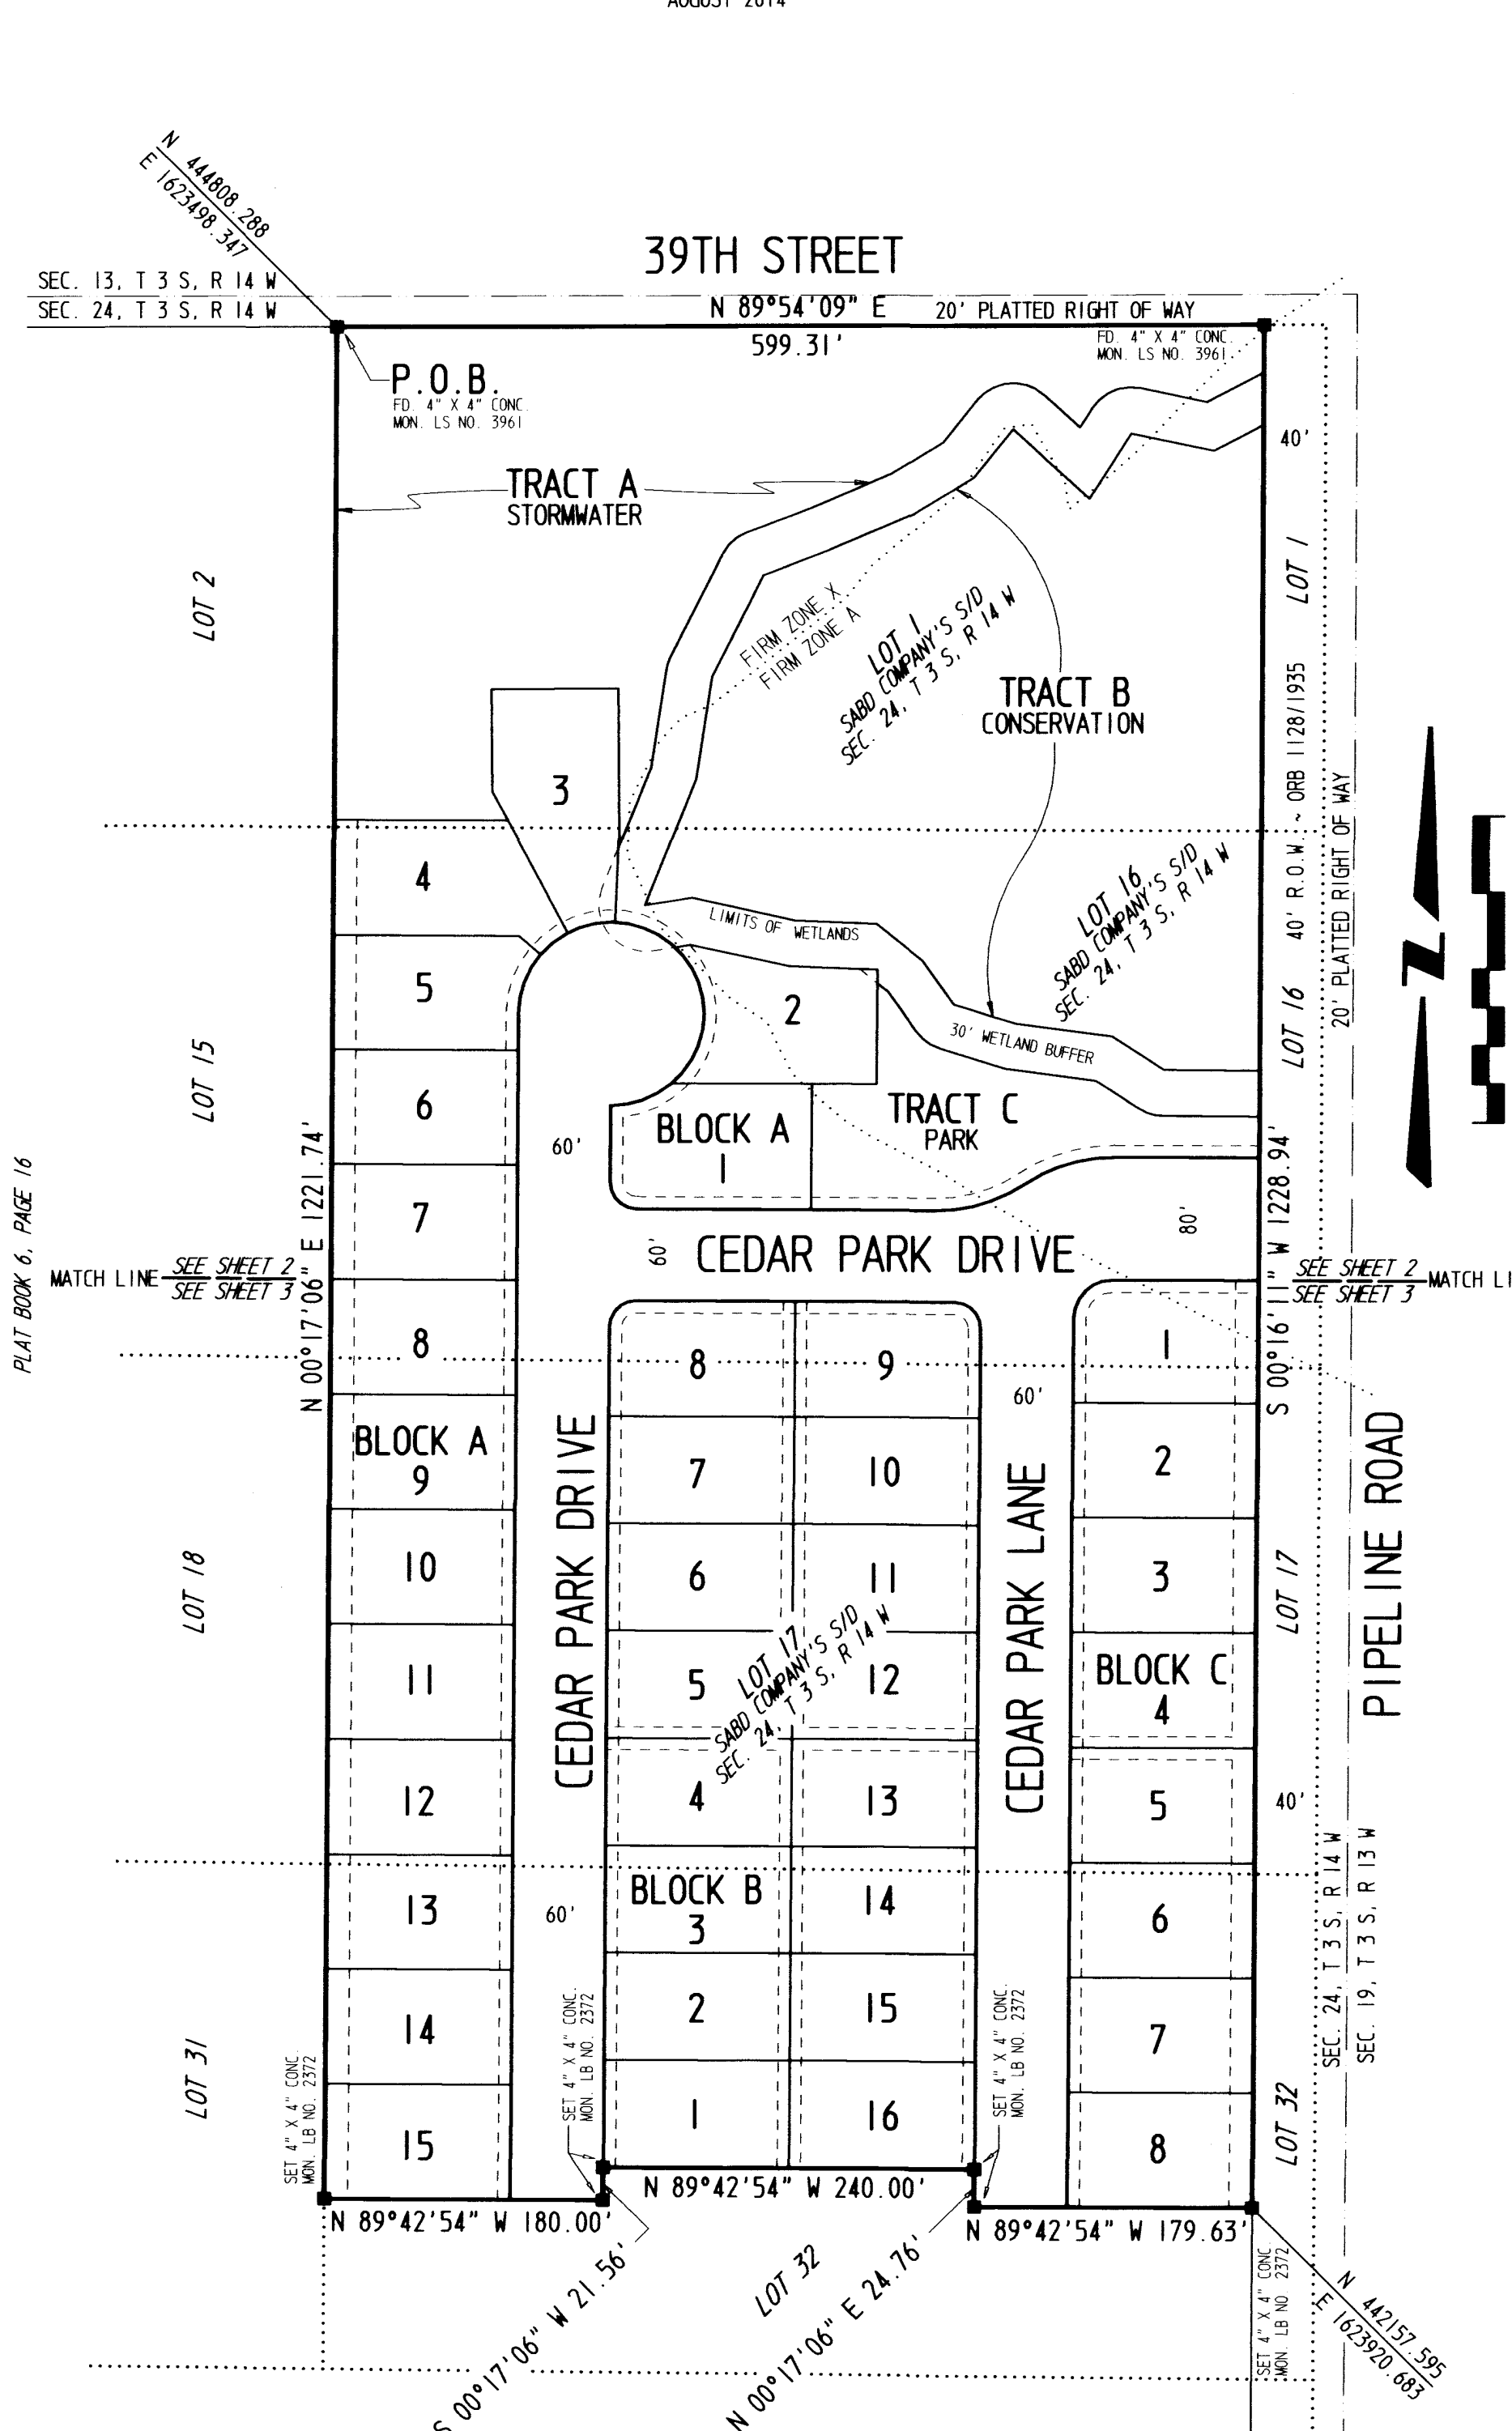 AUGUST 2014
N 444808.288
E 1623498.347
39TH STREET
SEC. 13, T 3 S, R 14 W
SEC. 24, T 3 S, R 14 W
N 89°54'09" E
20' PLATTED RIGHT OF WAY
599.31'
FD. 4" X 4" CONC.
MON. LS NO. 3961
P.O.B.
FD. 4" X 4" CONC.
MON. LS NO. 3961
40'
TRACT A
STORMWATER
LOT 2
LOT 1
FIRM ZONE X
FIRM ZONE A
LOT 1
SABD COMPANY'S S/D
SEC. 24, T 3 S, R 14 W
TRACT B
CONSERVATION
40' R.O.W. ~ ORB 1128/1935
20' PLATTED RIGHT OF WAY
3
4
LOT 16
SABD COMPANY'S S/D
SEC. 24, T 3 S, R 14 W
LIMITS OF WETLANDS
5
2
30' WETLAND BUFFER
LOT 16
LOT 15
6
TRACT C
PARK
BLOCK A
1
60'
N 00°17'06" E 1221.74'
S 00°16'11" W 1228.94'
PLAT BOOK 6, PAGE 16
7
60'
CEDAR PARK DRIVE
80'
MATCH LINE
SEE SHEET 2
SEE SHEET 3
SEE SHEET 2
SEE SHEET 3
MATCH LI
8
8
9
1
60'
BLOCK A
9
7
10
2
CEDAR PARK DRIVE
CEDAR PARK LANE
PIPELINE ROAD
LOT 18
10
6
11
3
LOT 17
LOT 17
SABD COMPANY'S S/D
SEC. 24, T 3 S, R 14 W
11
5
12
BLOCK C
4
12
4
13
5
40'
SEC. 24, T 3 S, R 14 W
SEC. 19, T 3 S, R 13 W
13
60'
BLOCK B
3
14
6
14
2
15
7
LOT 31
SET 4" X 4" CONC.
MON. LB NO. 2372
SET 4" X 4" CONC.
MON. LB NO. 2372
SET 4" X 4" CONC.
MON. LB NO. 2372
15
1
16
8
LOT 32
N 89°42'54" W 180.00'
N 89°42'54" W 240.00'
N 89°42'54" W 179.63'
S 00°17'06" W 21.56'
LOT 32
N 00°17'06" E 24.76'
SET 4" X 4" CONC.
MON. LB NO. 2372
N 442157.595
E 1623920.683